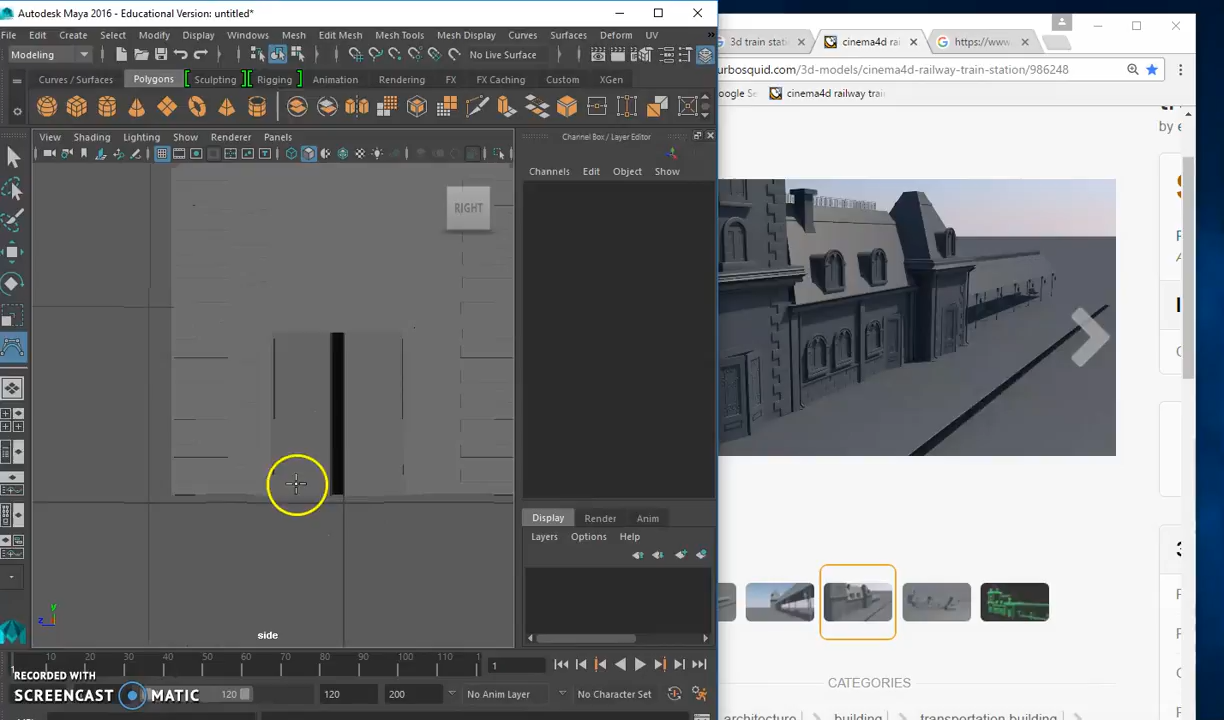 Autodesk Maya 2016 - Educational Version: untitled*
File Edit Create Select Modify Display Windows Mesh Edit Mesh Mesh Tools Mesh Display Curves Surfaces Deform UV »
Modeling
No Live Surface
Curves / Surfaces Polygons Sculpting Rigging Animation Rendering FX FX Caching Custom XGen
View Shading Lighting Show Renderer Panels
Channel Box / Layer Editor
Channels Edit Object Show
RIGHT
Display Render Anim
Layers Options Help
side
10 20 30 40 50 60 70 80 90 100 110 120
1
120 120 200 No Anim Layer No Character Set
RECORDED WITH
SCREENCAST MATIC
3d train station
cinema4d rai
https://www
urbosquid.com/3d-models/cinema4d-railway-train-station/986248
ogle Se
cinema4d railway trai
by e
CATEGORIES
architecture building transportation building